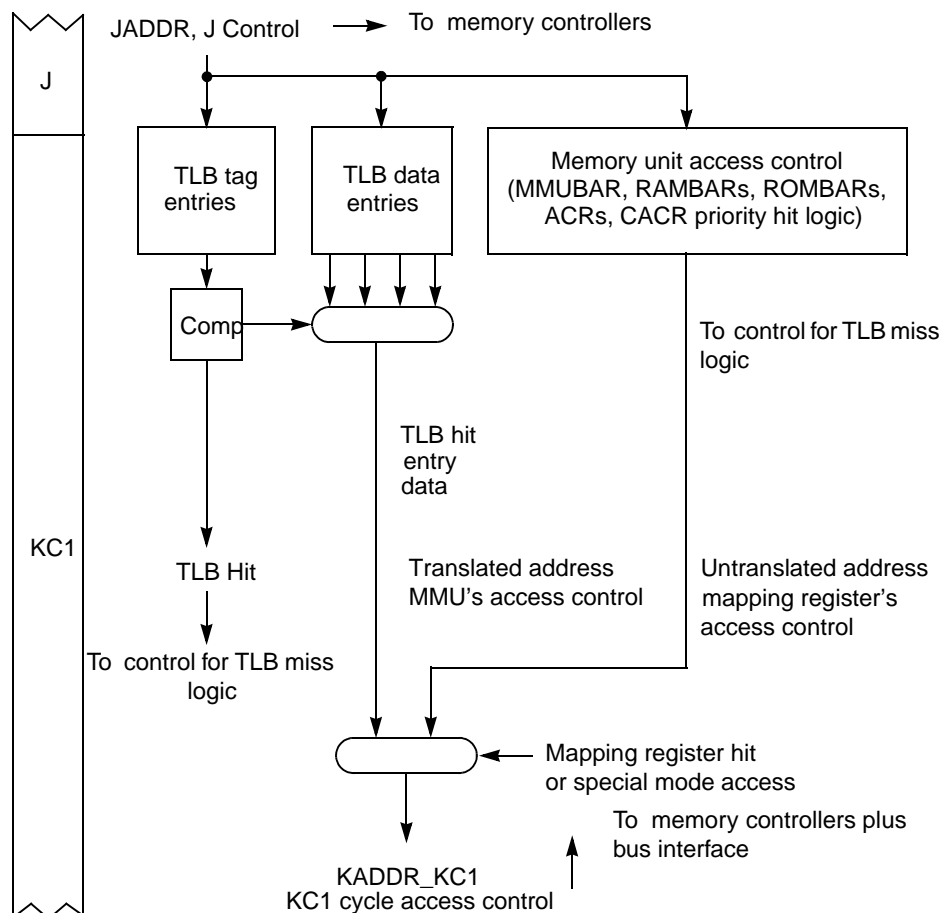 JADDR, J Control
To memory controllers
J
TLB tag
entries
TLB data
entries
Memory unit access control
(MMUBAR, RAMBARs, ROMBARs,
ACRs, CACR priority hit logic)
Comp
To control for TLB miss
logic
TLB hit
entry
data
KC1
TLB Hit
Translated address
MMU's access control
Untranslated address
mapping register's
access control
To control for TLB miss
logic
Mapping register hit
or special mode access
To memory controllers plus
bus interface
KADDR_KC1
KC1 cycle access control